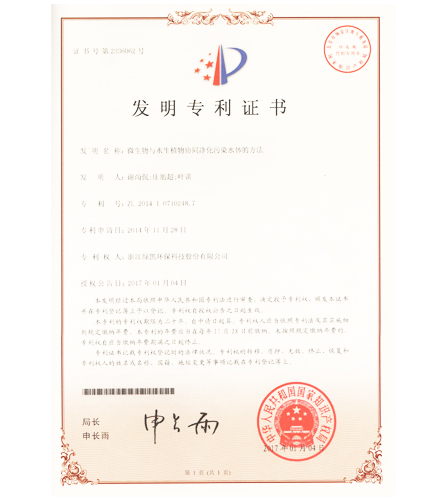 证书号第2336062号
发明专利证书
发明名称:微生物与水生植物协同净化污染水体的方法
发明人:
专利号:ZL 2014 1 0710248.7
专利申请日:2014年11月28日
专利权人:浙江绿凯环保科技股份有限公司
授权公告日:2017年01月04日
本发明经过本局依照中华人民共和国专利法进行审查,决定授予专利权,颁发本证书
并在专利登记簿上予以登记。专利权自授权公告之日起生效。
本专利的专利权期限为二十年,自申请日起算。专利权人应当依照专利法及其实施细
则规定缴纳年费。本专利的年费应当在每年11月28日前缴纳。未按照规定缴纳年费的,
专利权自应当缴纳年费期满之日起终止。
专利证书记载专利权登记时的法律状况。专利权的转移、质押、无效、终止、恢复和
专利权人的姓名或名称、国籍、地址变更等事项记载在专利登记簿上。
局长
申长雨
申长雨
中华人民共和国国家知识产权局
2017年01月04日
第1页(共1页)